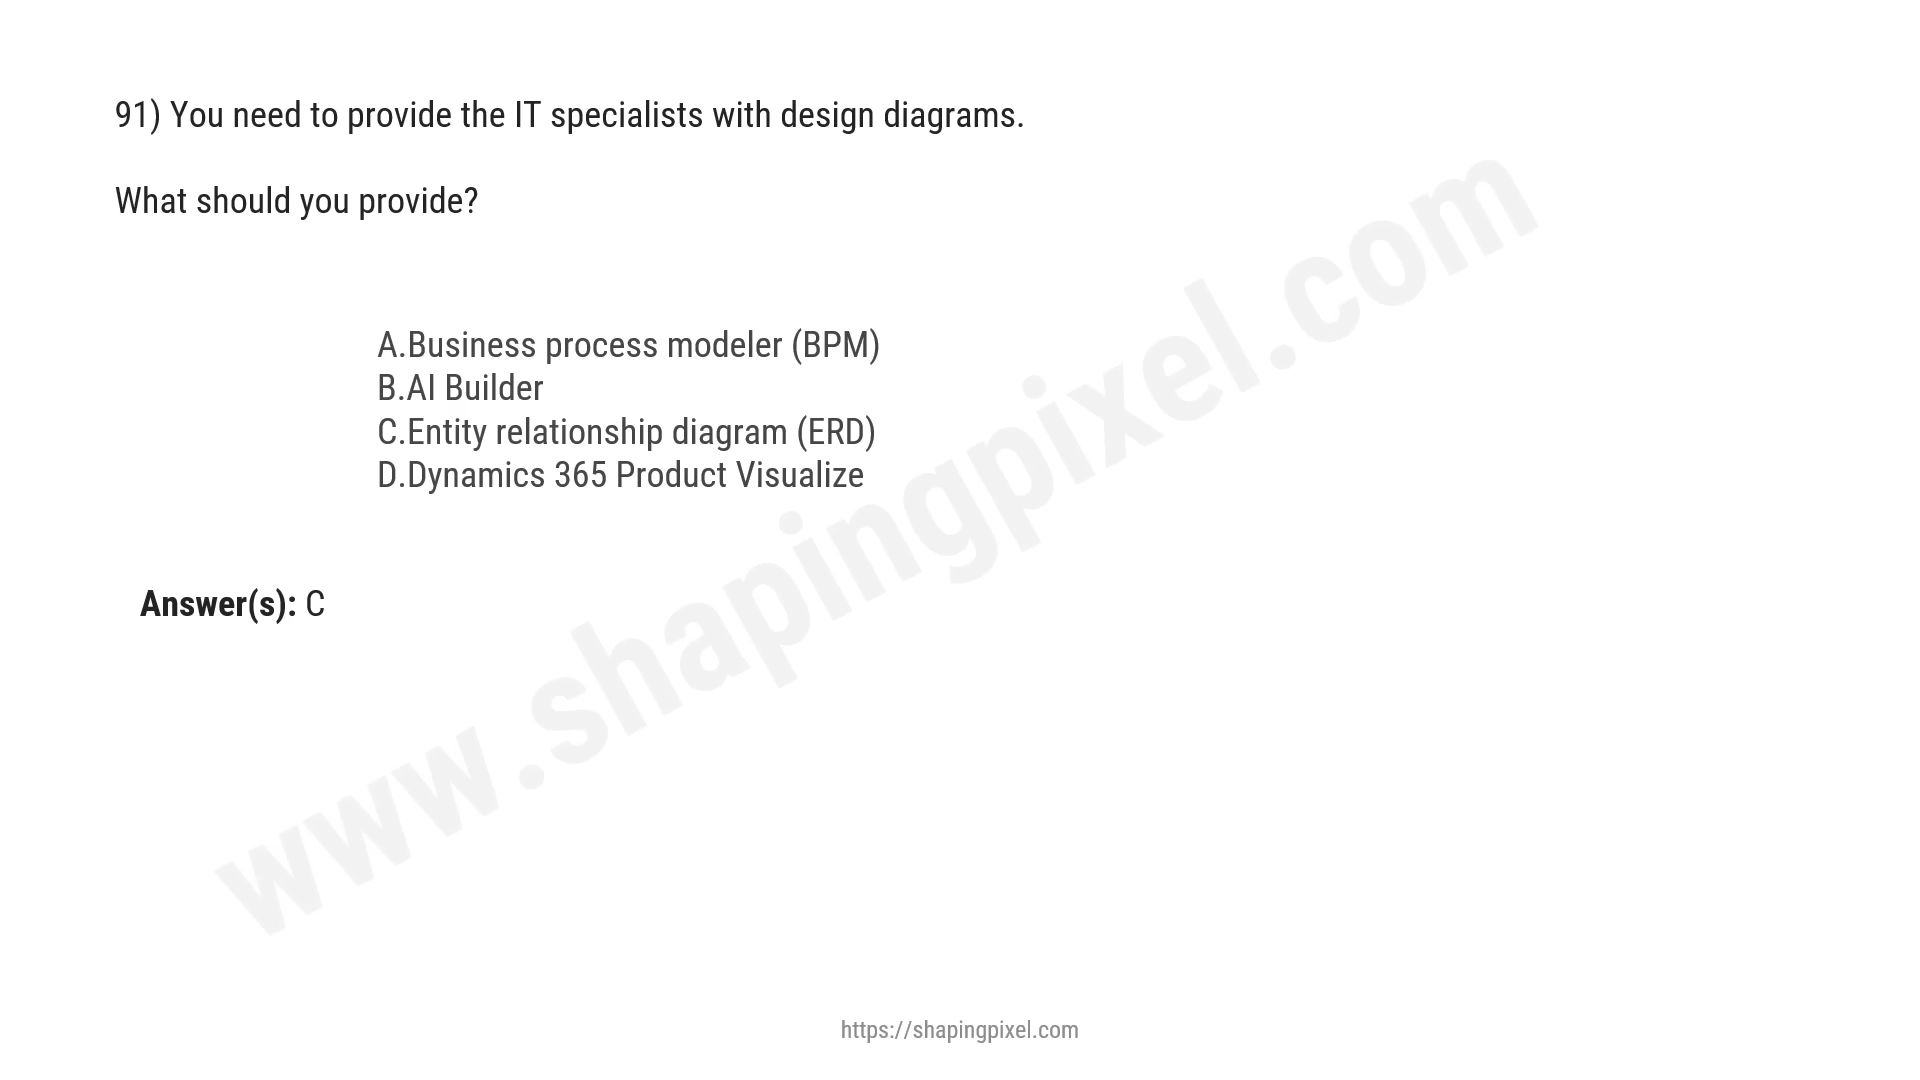 91) You need to provide the IT specialists with design diagrams.
What should you provide?
A.Business process modeler (BPM)
B.AI Builder
C.Entity relationship diagram (ERD)
D.Dynamics 365 Product Visualize
Answer(s): C
www.shapingpixel.com
https://shapingpixel.com